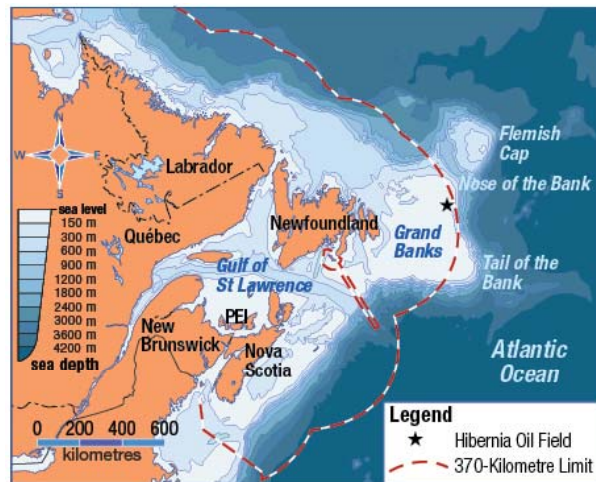 Flemish
Cap
Nose of the Bank
Labrador
N
W
E
S
sea level
150 m
300 m
600 m
900 m
1200 m
1800 m
2400 m
3000 m
3600 m
4200 m
sea depth
Québec
Newfoundland
Grand
Banks
Gulf of
St Lawrence
Tail of the
Bank
PEI
New
Brunswick
Nova
Scotia
Atlantic
Ocean
0 200 400 600
kilometres
Legend
Hibernia Oil Field
370-Kilometre Limit